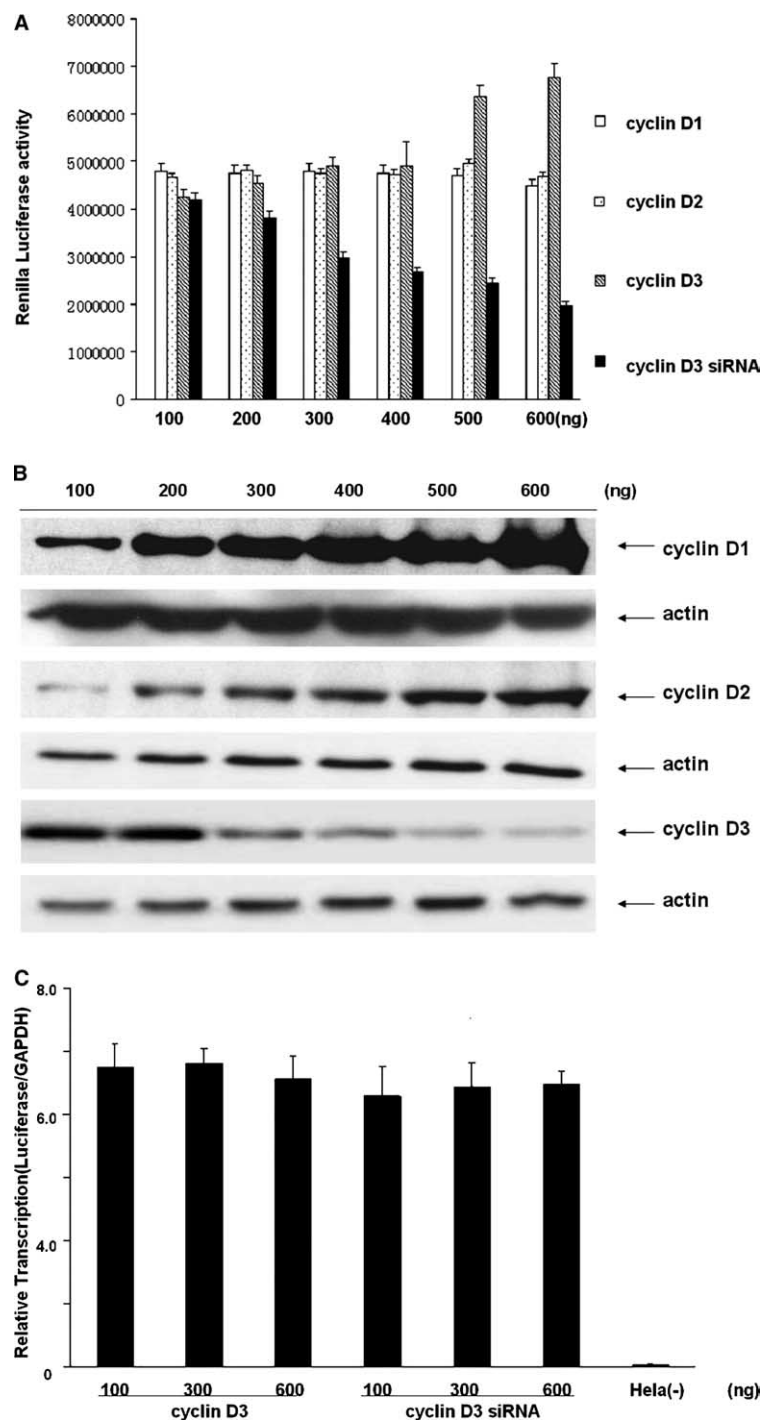 A
Renilla Luciferase activity
8000000
7000000
6000000
5000000
4000000
3000000
2000000
1000000
0
100 200 300 400 500 600(ng)
cyclin D1
cyclin D2
cyclin D3
cyclin D3 siRNA
B
100 200 300 400 500 600 (ng)
cyclin D1
actin
cyclin D2
actin
cyclin D3
actin
C
Relative Transcription(Luciferase/GAPDH)
8.0
6.0
4.0
0
100 300 600 100 300 600 Hela(-) (ng)
cyclin D3 cyclin D3 siRNA